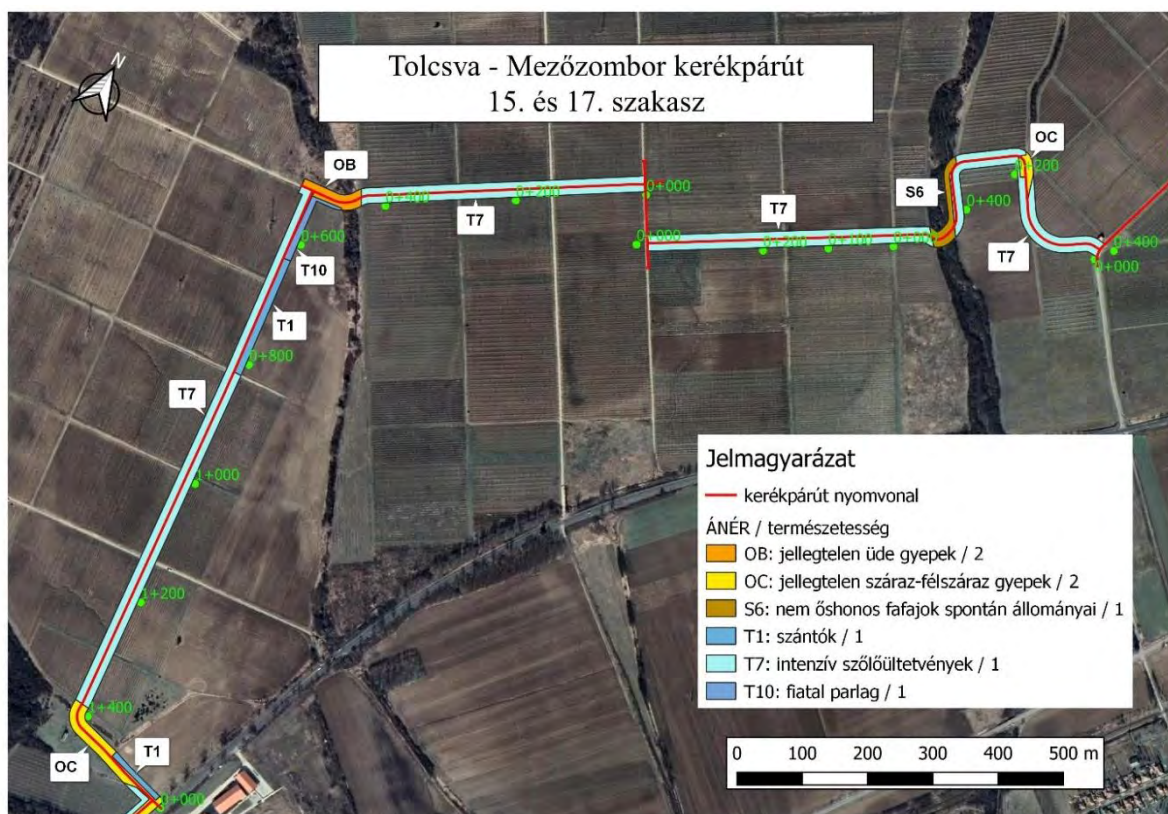 N
Tolcsva - Mezőzombor kerékpárút
15. és 17. szakasz
OB
OC
0+400
0+200
0+000
0+200
S6
0+400
T7
T7
0+600
0+000
0+200
0+100
T7
0+400
0+000
T10
T1
0+800
T7
1+000
1+200
1+400
OC
T1
0+000
Jelmagyarázat
kerékpárút nyomvonal
ÁNÉR / természetesség
OB: jellegtelen üde gyepek / 2
OC: jellegtelen száraz-félszáraz gyepek / 2
S6: nem őshonos fafajok spontán állományai / 1
T1: szántók / 1
T7: intenzív szőlőültetvények / 1
T10: fiatal parlag / 1
0 100 200 300 400 500 m